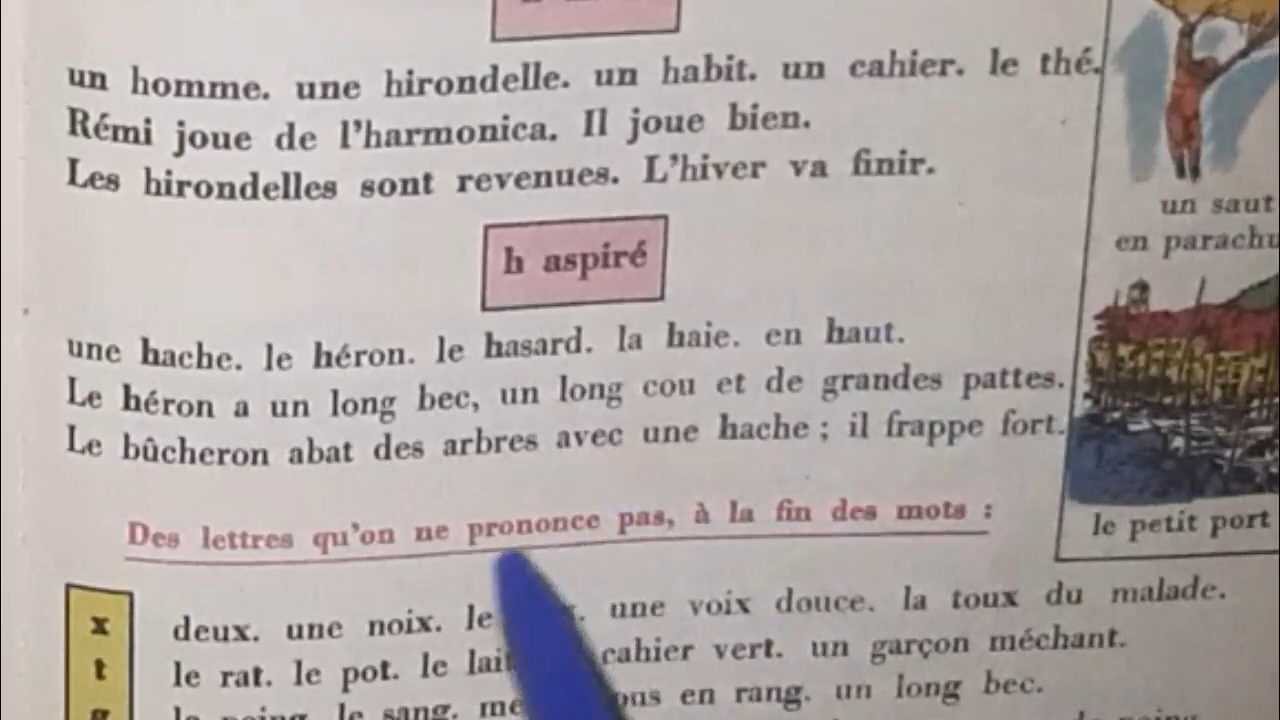 un homme. une hirondelle. un habit. un cahier. le thé.
Rémi joue de l'harmonica. Il joue bien.
Les hirondelles sont revenues. L'hiver va finir.
h aspiré
une hache. le héron. le hasard. la haie. en haut.
Le héron a un long bec, un long cou et de grandes pattes.
Le bûcheron abat des arbres avec une hache ; il frappe fort.
Des lettres qu'on ne prononce pas, à la fin des mots :
x deux. une noix. le une voix douce. la toux du malade.
t le rat. le pot. le lait cahier vert. un garçon méchant.
le sang. en rang. un long bec.
un saut
en
le petit port